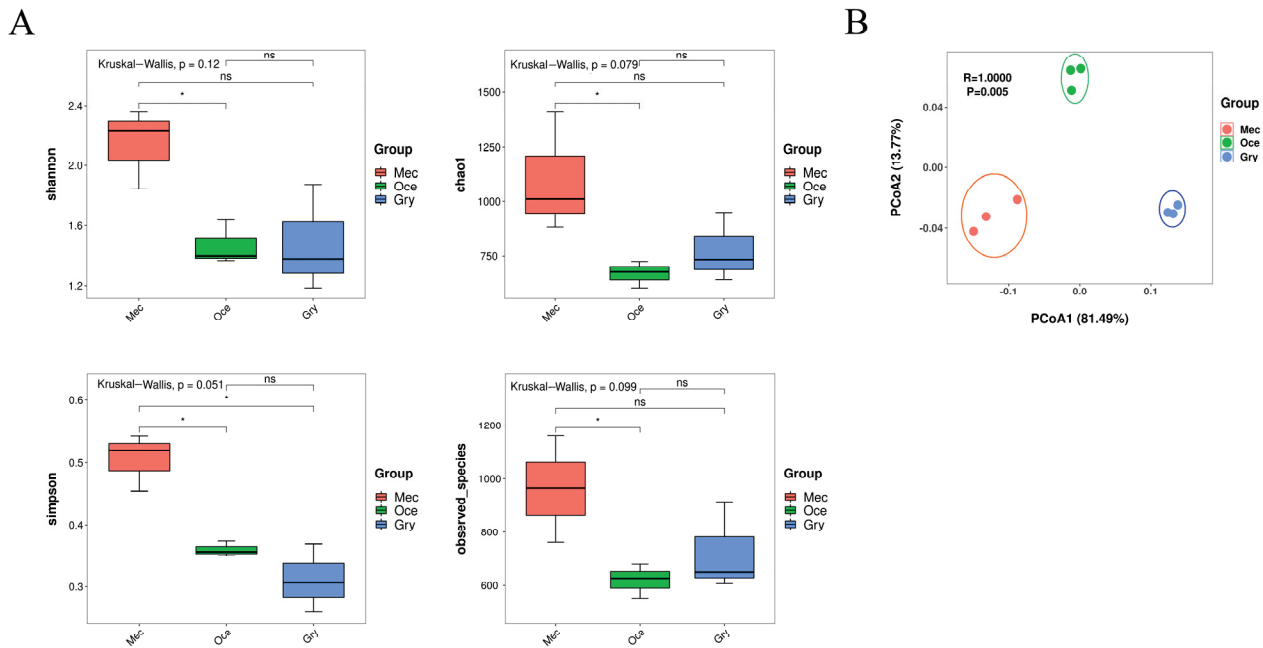 A
Kruskal−Wallis, p = 0.12
ns
ns
*
2.4
2.0
1.6
1.2
shannon
Mec
Oce
Gry
Group
Mec
Oce
Gry
Kruskal−Wallis, p = 0.079
ns
ns
*
1500
1250
1000
750
chao1
Mec
Oce
Gry
Group
Mec
Oce
Gry
B
R=1.0000
P=0.005
0.04
0.00
-0.04
PCoA2 (13.77%)
-0.1
0.0
0.1
PCoA1 (81.49%)
Group
Mec
Oce
Gry
Kruskal−Wallis, p = 0.051
ns
*
*
0.6
0.5
0.4
0.3
simpson
Mec
Oce
Gry
Group
Mec
Oce
Gry
Kruskal−Wallis, p = 0.099
ns
ns
*
1200
1000
800
600
observed_species
Mec
Oce
Gry
Group
Mec
Oce
Gry